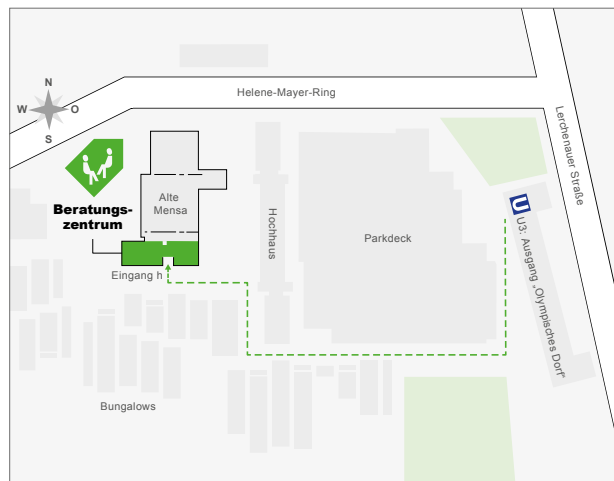 N
W
O
S
Helene-Mayer-Ring
Lerchenauer Straße
Beratungs-
zentrum
Alte
Mensa
Eingang h
Hochhaus
Parkdeck
U
U3: Ausgang „Olympisches Dorf“
Bungalows